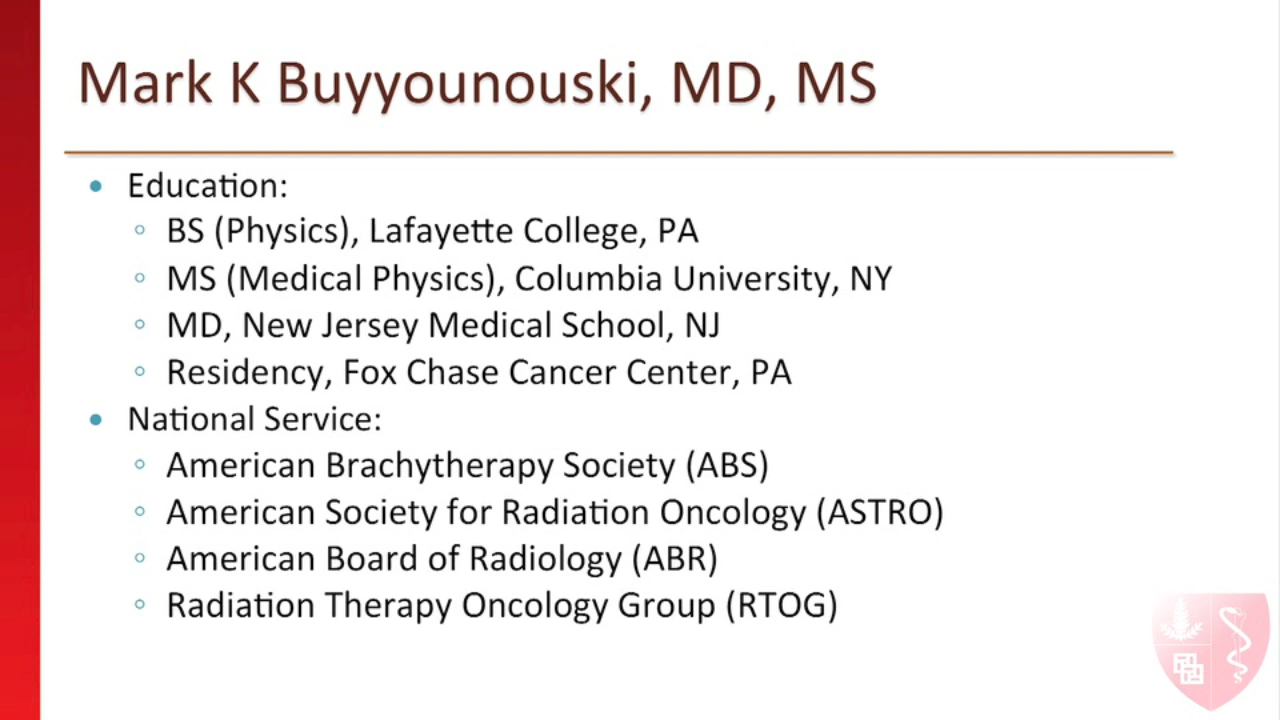 Mark K Buyyounouski, MD, MS
• Education:
◦ BS (Physics), Lafayette College, PA
◦ MS (Medical Physics), Columbia University, NY
◦ MD, New Jersey Medical School, NJ
◦ Residency, Fox Chase Cancer Center, PA
• National Service:
◦ American Brachytherapy Society (ABS)
◦ American Society for Radiation Oncology (ASTRO)
◦ American Board of Radiology (ABR)
◦ Radiation Therapy Oncology Group (RTOG)